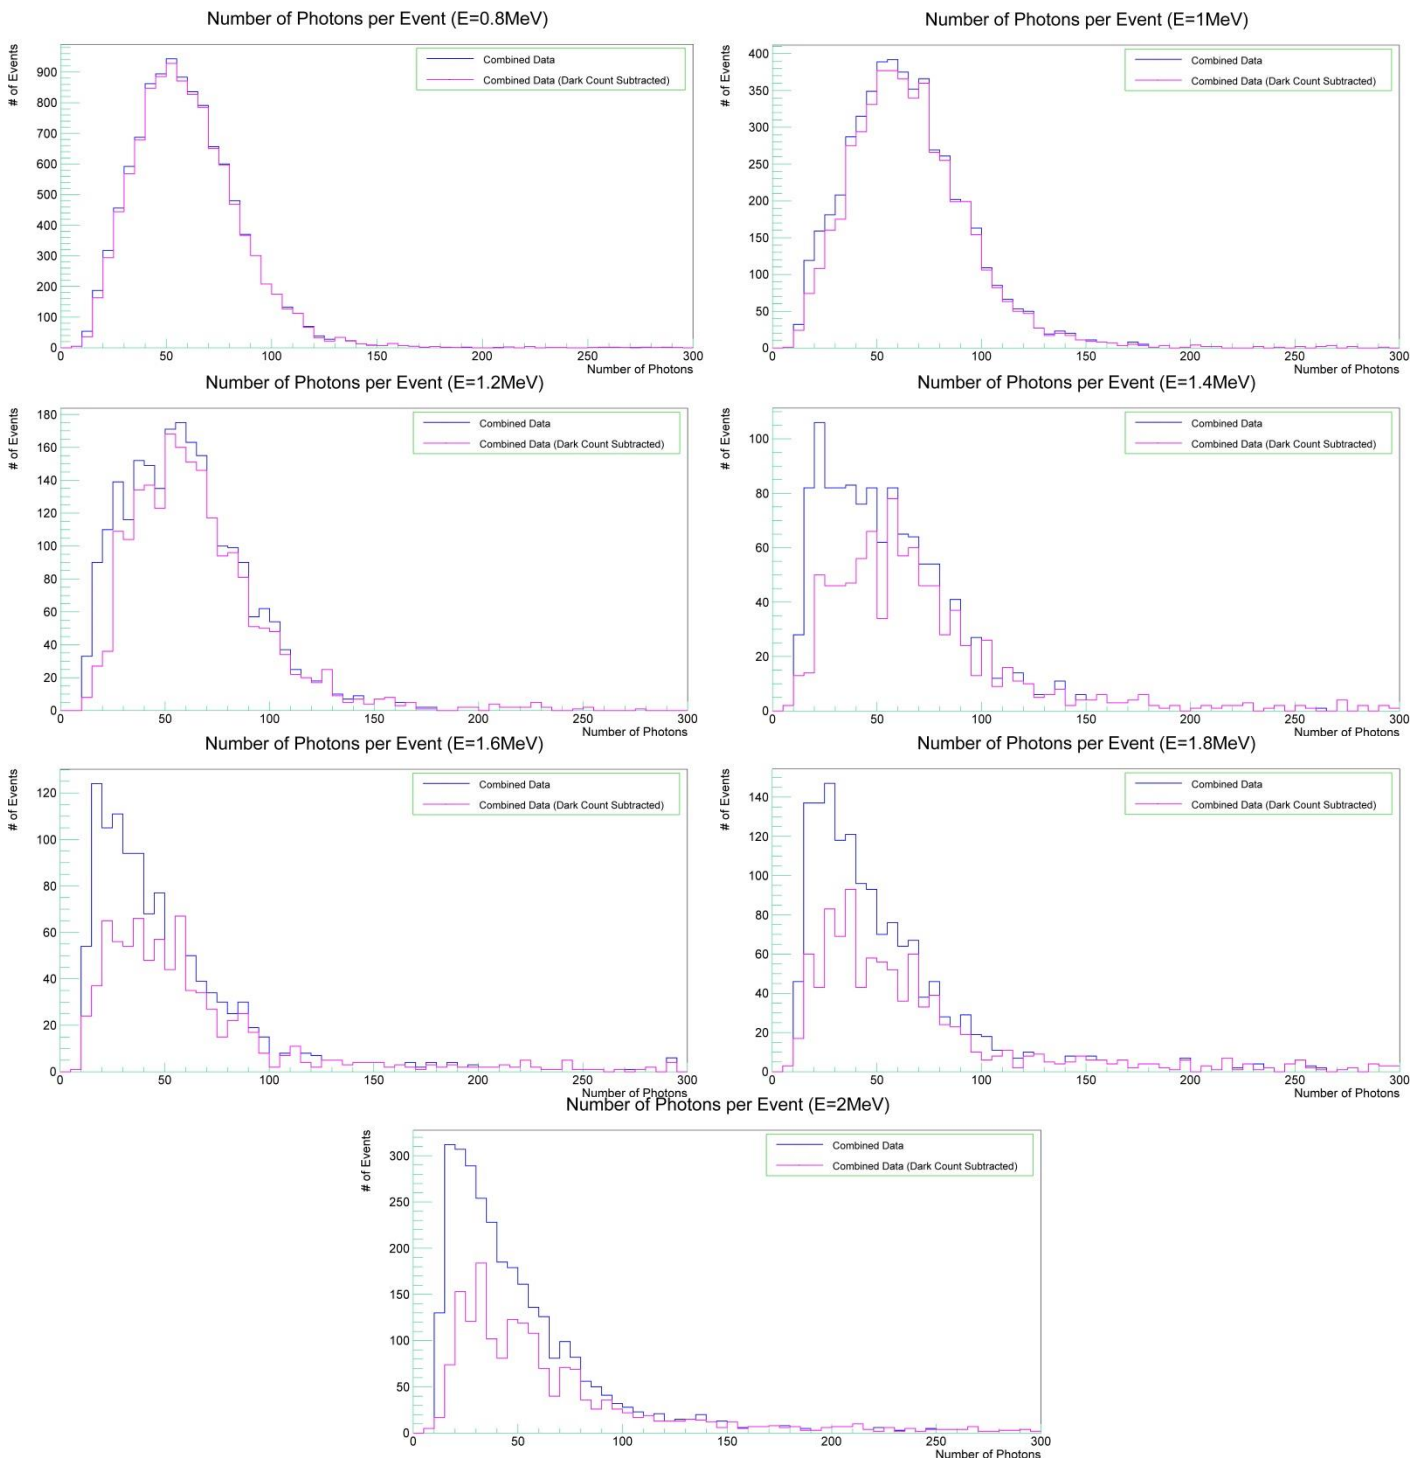 Number of Photons per Event (E=0.8MeV)
# of Events
Combined Data
Combined Data (Dark Count Subtracted)
900
800
700
600
500
400
300
200
100
0
0 50 100 150 200 250 300
Number of Photons
Number of Photons per Event (E=1MeV)
# of Events
Combined Data
Combined Data (Dark Count Subtracted)
400
350
300
250
200
150
100
50
0
0 50 100 150 200 250 300
Number of Photons
Number of Photons per Event (E=1.2MeV)
# of Events
Combined Data
Combined Data (Dark Count Subtracted)
180
160
140
120
100
80
60
40
20
0
0 50 100 150 200 250 300
Number of Photons
Number of Photons per Event (E=1.4MeV)
# of Events
Combined Data
Combined Data (Dark Count Subtracted)
100
80
60
40
20
0
0 50 100 150 200 250 300
Number of Photons
Number of Photons per Event (E=1.6MeV)
# of Events
Combined Data
Combined Data (Dark Count Subtracted)
120
100
80
60
40
20
0
0 50 100 150 200 250 300
Number of Photons
Number of Photons per Event (E=1.8MeV)
# of Events
Combined Data
Combined Data (Dark Count Subtracted)
140
120
100
80
60
40
20
0
0 50 100 150 200 250 300
Number of Photons
Number of Photons per Event (E=2MeV)
# of Events
Combined Data
Combined Data (Dark Count Subtracted)
300
250
200
150
100
50
0
0 50 100 150 200 250 300
Number of Photons